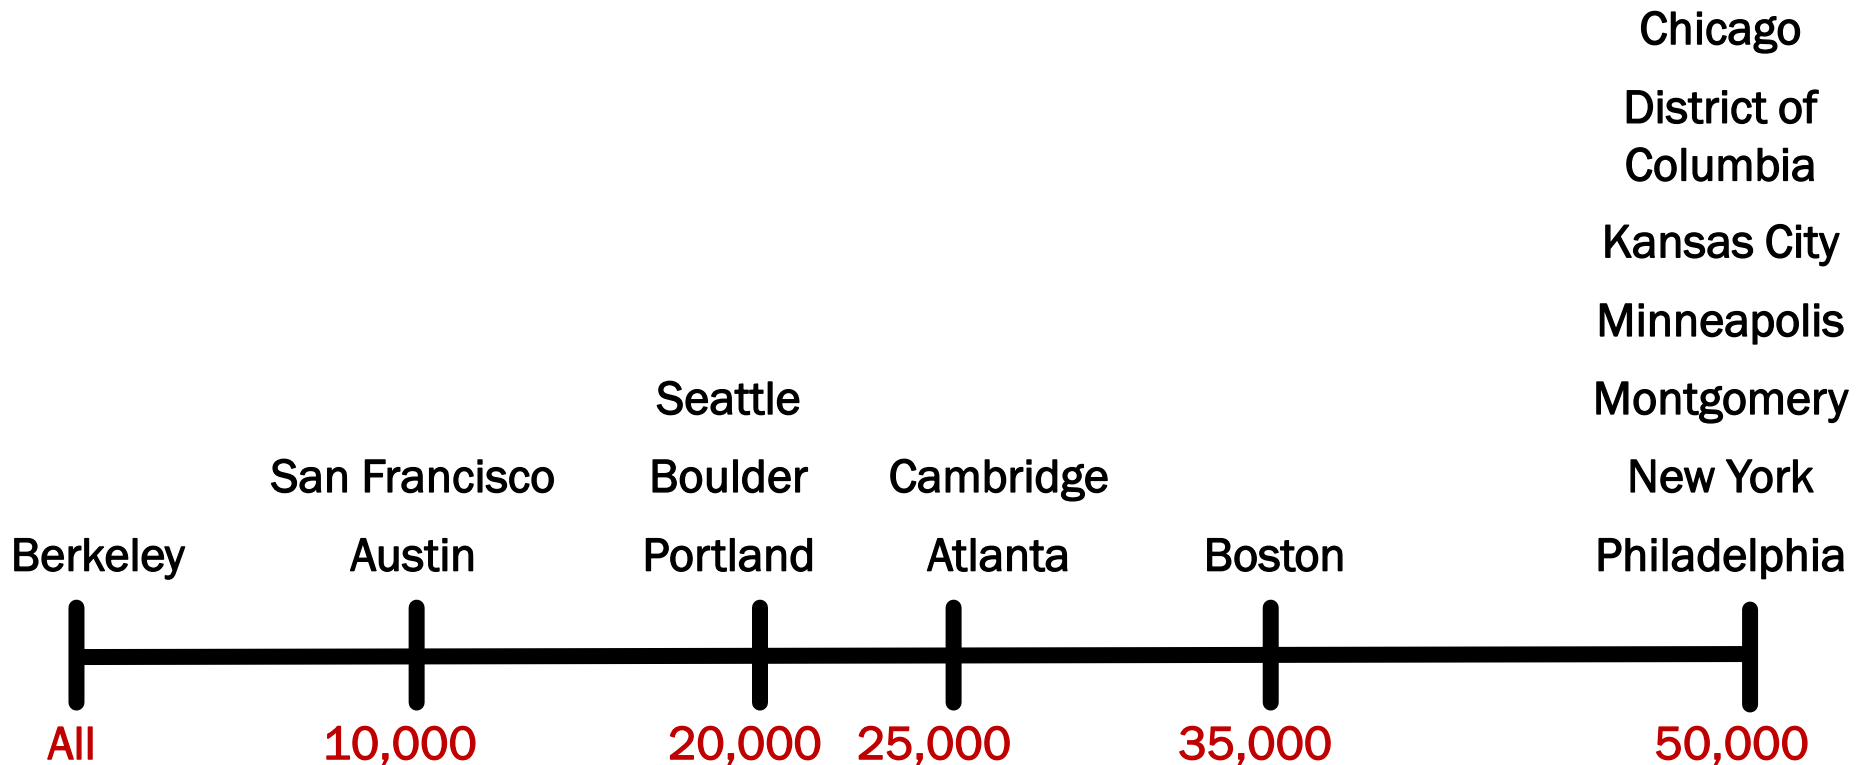 Chicago
District of
Columbia
Kansas City
Minneapolis
Seattle
Montgomery
San Francisco
Boulder
Cambridge
New York
Berkeley
Austin
Portland
Atlanta
Boston
Philadelphia
All
10,000
20,000
25,000
35,000
50,000